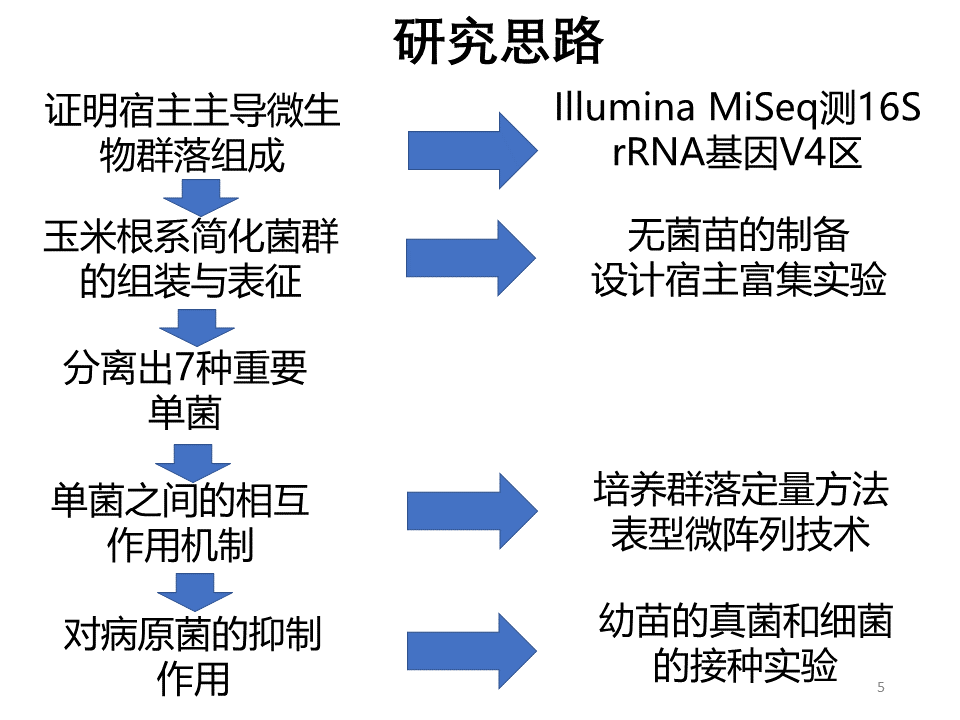 研究思路
证明宿主主导微生
物群落组成
Illumina MiSeq测16S
rRNA基因V4区
玉米根系简化菌群
的组装与表征
无菌苗的制备
设计宿主富集实验
分离出7种重要
单菌
单菌之间的相互
作用机制
培养群落定量方法
表型微阵列技术
对病原菌的抑制
作用
幼苗的真菌和细菌
的接种实验
5